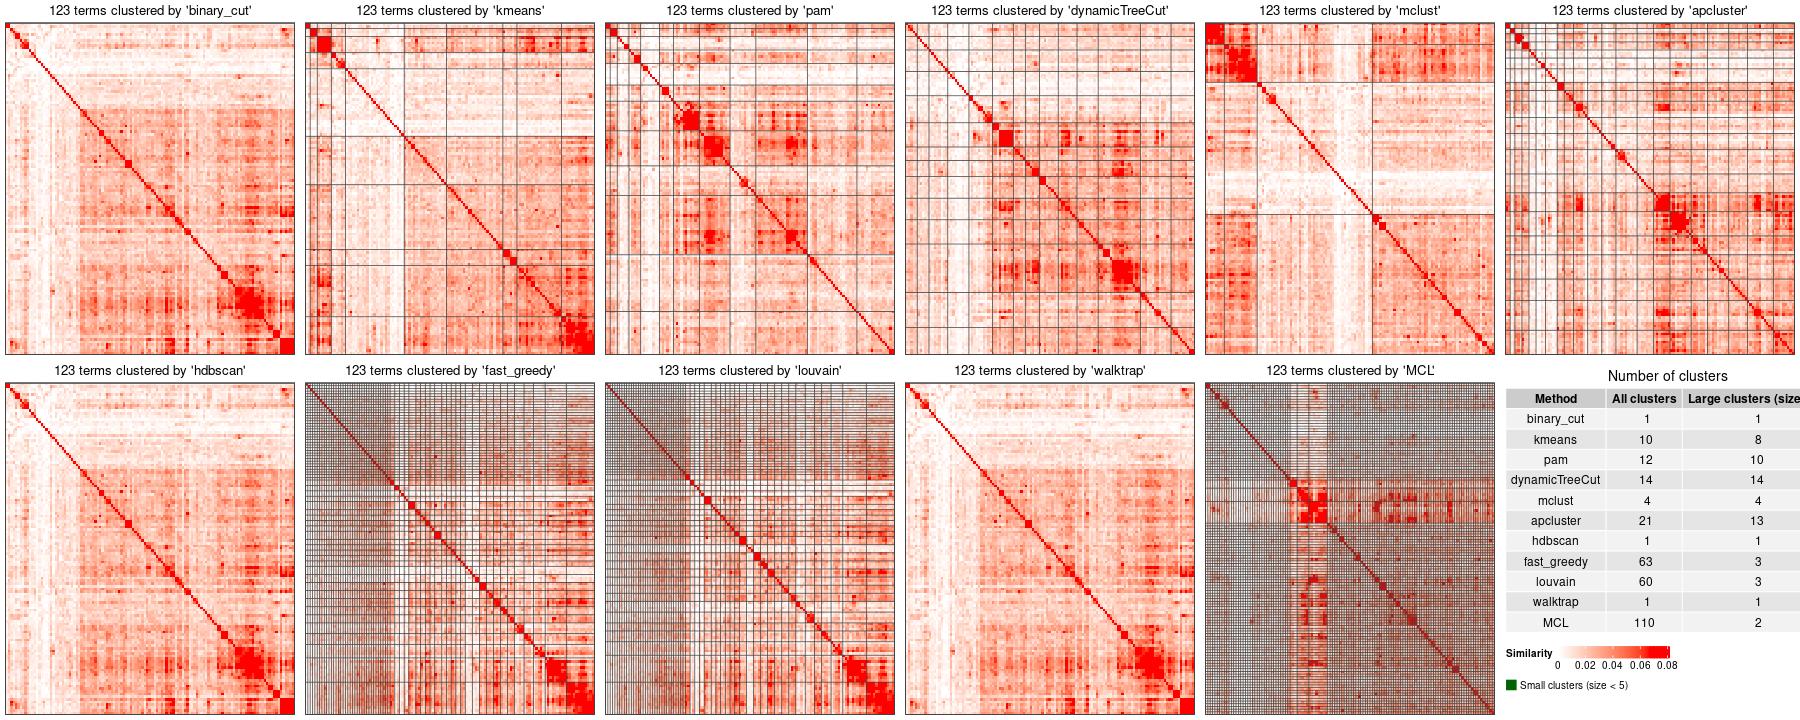 123 terms clustered by 'binary_cut'
123 terms clustered by 'kmeans'
123 terms clustered by 'pam'
123 terms clustered by 'dynamicTreeCut'
123 terms clustered by 'mclust'
123 terms clustered by 'apcluster'
123 terms clustered by 'hdbscan'
123 terms clustered by 'fast_greedy'
123 terms clustered by 'louvain'
123 terms clustered by 'walktrap'
123 terms clustered by 'MCL'
Number of clusters
Method All clusters Large clusters (size
binary_cut 1 1
kmeans 10 8
pam 12 10
dynamicTreeCut 14 14
mclust 4 4
apcluster 21 13
hdbscan 1 1
fast_greedy 63 3
louvain 60 3
walktrap 1 1
MCL 110 2
Similarity
0 0.02 0.04 0.06 0.08
Small clusters (size < 5)